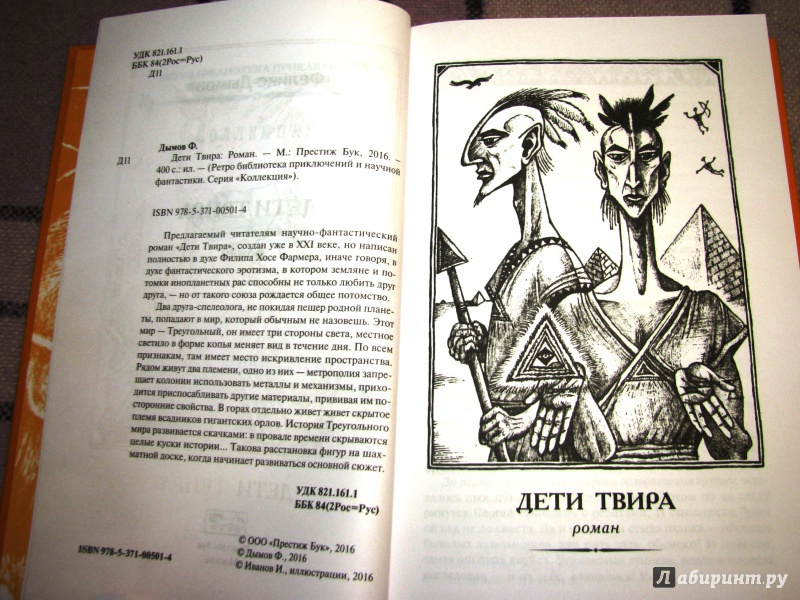 УДК 821.161.1
ББК 84(2Рос=Рус)
Д11
Дымов Ф.
Д11 Дети Твира: Роман. — М.: Престиж Бук, 2016. —
400 с.: ил. — (Ретро библиотека приключений и научной
фантастики. Серия «Коллекция»).
ISBN 978-5-371-00501-4
Предлагаемый читателям научно-фантастический
роман «Дети Твира», создан уже в XXI веке, но написан
полностью в духе Филипа Хосе Фармера, иначе говоря, в
духе фантастического эротизма, в котором земляне и по-
томки инопланетных рас способны не только любить друг
друга, — но от такого союза рождается общее потомство.
Два друга-спелеолога, не покидая пещер родной плане-
ты, попадают в мир, который обычным не назовешь. Этот
мир — Треугольный, он имеет три стороны света, местное
светило в форме копья меняет вид в течение дня. По всем
признакам, там имеет место искривление пространства.
Рядом живут два племени, одно из них — метрополия запре-
щает колонии использовать металлы и механизмы, прихо-
дится приспосабливать другие материалы, прививая им по-
сторонние свойства. В горах отдельно живет живет скрытое
племя всадников гигантских орлов. История Треугольного
мира развивается скачками: в провале времени скрываются
целые куски истории... Такова расстановка фигур на шах-
матной доске, когда начинает развиваться основной сюжет.
УДК 821.161.1
ББК 84(2Рос=Рус)
ISBN 978-5-371-00501-4
© ООО «Престиж Бук», 2016
© Дымов Ф., 2016
© Иванов И., иллюстрации, 2016
ДЕТИ ТВИРА
роман
Лабиринт.ру